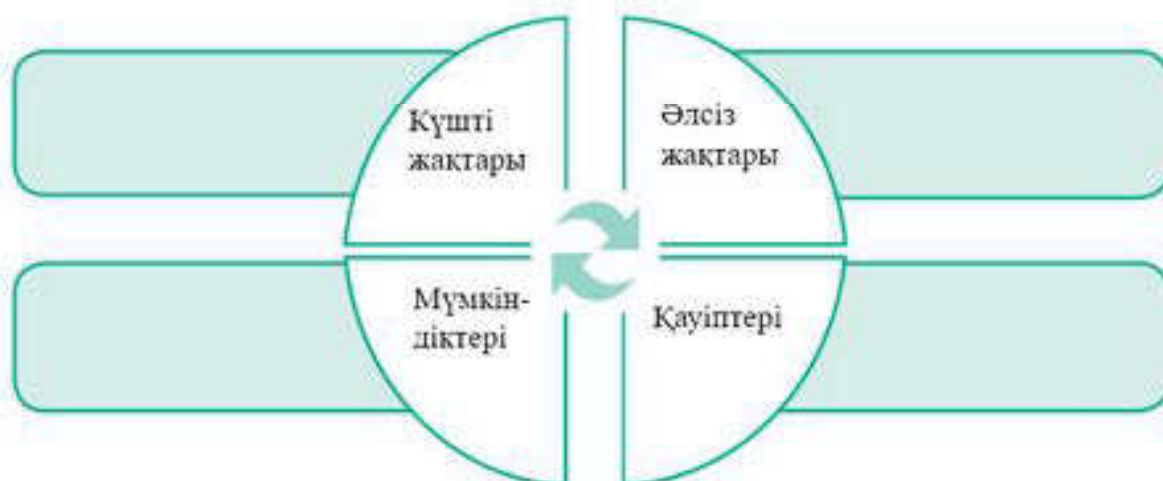 Күшті
жақтары
Әлсіз
жақтары
Мүмкін-
діктері
Қауіптері